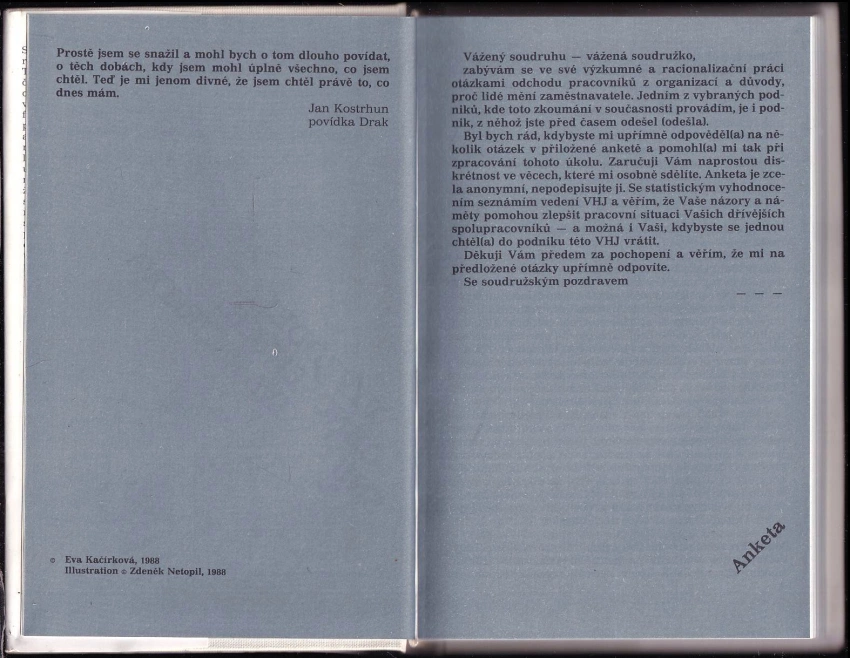 Prostě jsem se snažil a mohl bych o tom dlouho povídat,
o těch dobách, kdy jsem mohl úplně všechno, co jsem
chtěl. Teď je mi jenom divné, že jsem chtěl právě to, co
dnes mám.
Jan Kostrhun
povídka Drak
© Eva Kačírková, 1988
Illustration © Zdeněk Netopil, 1988
Vážený soudruhu — vážená soudružko,
zabývám se ve své výzkumné a racionalizační práci
otázkami odchodu pracovníků z organizací a důvody,
proč lidé mění zaměstnavatele. Jedním z vybraných pod-
niků, kde toto zkoumání v současnosti provádím, je i pod-
nik, z něhož jste před časem odešel (odešla).
Byl bych rád, kdybyste mi upřímně odpověděl(a) na ně-
kolik otázek v přiložené anketě a pomohl(a) mi tak při
zpracování tohoto úkolu. Zaručuji Vám naprostou dis-
krétnost ve věcech, které mi osobně sdělíte. Anketa je zce-
la anonymní, nepodepisujte ji. Se statistickým vyhodnoce-
ním seznámím vedení VHJ a věřím, že Vaše názory a ná-
měty pomohou zlepšit pracovní situaci Vašich dřívějších
spolupracovníků — a možná i Vaši, kdybyste se jednou
chtěl(a) do podniku této VHJ vrátit.
Děkuji Vám předem za pochopení a věřím, že mi na
předložené otázky upřímně odpovíte.
Se soudružským pozdravem
— — —
Anketa